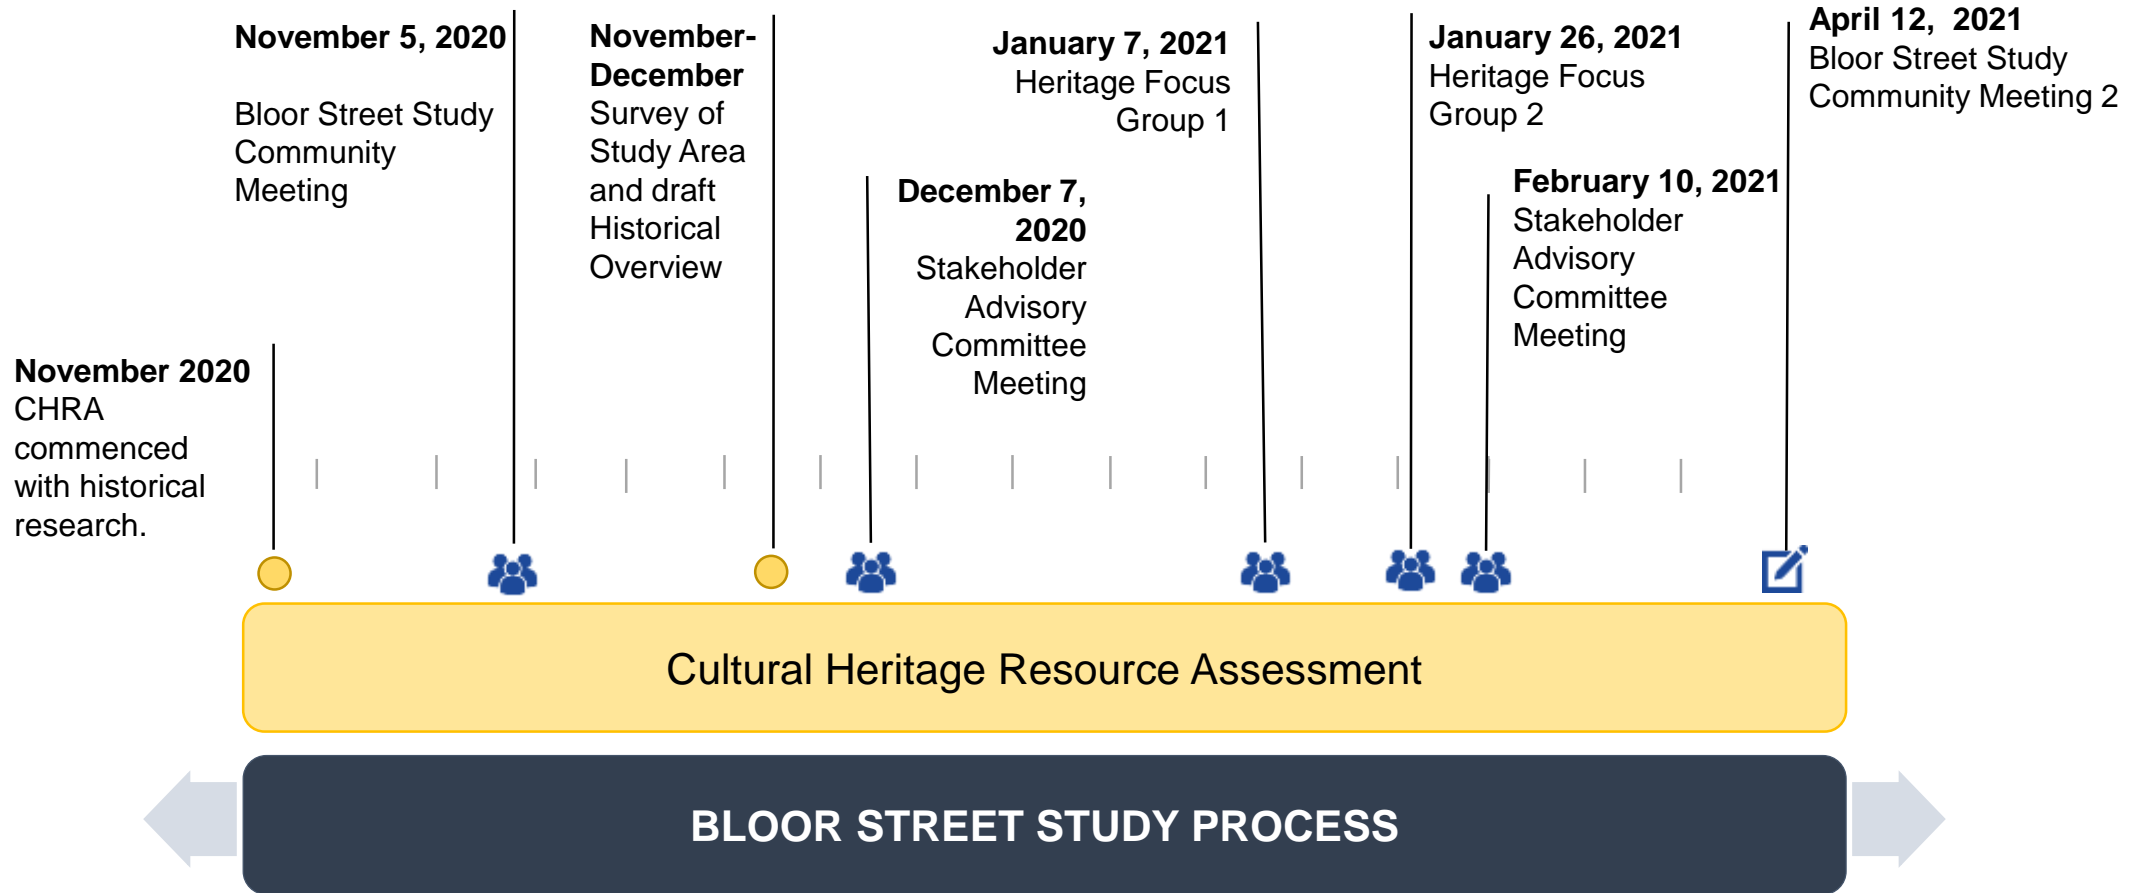 November 2020
CHRA
commenced
with historical
research.
November 5, 2020
Bloor Street Study
Community
Meeting
November-
December
Survey of
Study Area
and draft
Historical
Overview
December 7,
2020
Stakeholder
Advisory
Committee
Meeting
January 7, 2021
Heritage Focus
Group 1
January 26, 2021
Heritage Focus
Group 2
February 10, 2021
Stakeholder
Advisory
Committee
Meeting
April 12,  2021
Bloor Street Study
Community Meeting 2
Cultural Heritage Resource Assessment
BLOOR STREET STUDY PROCESS